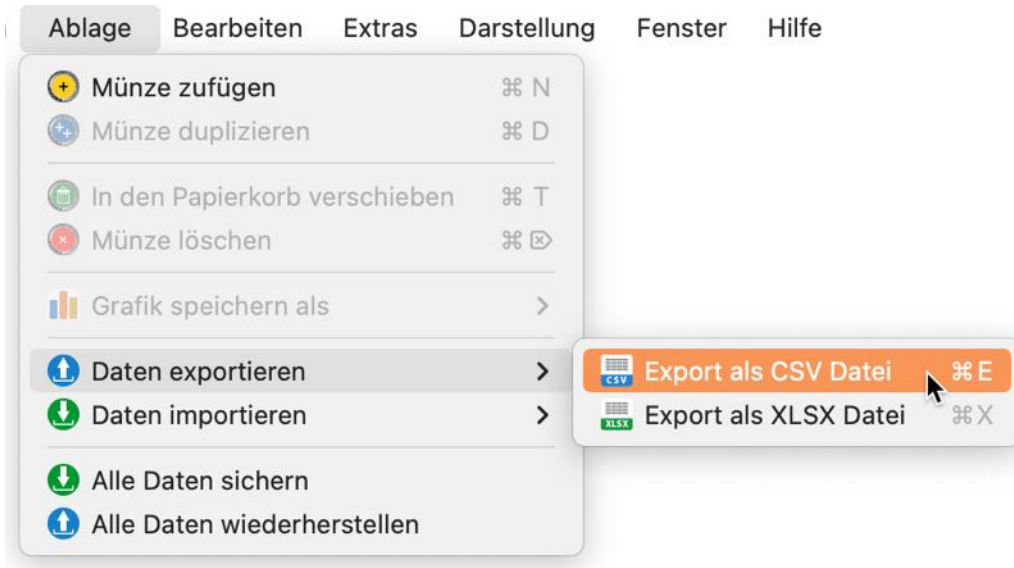 Ablage Bearbeiten Extras Darstellung Fenster Hilfe
Münze zufügen ⌘ N
Münze duplizieren ⌘ D
In den Papierkorb verschieben ⌘ T
Münze löschen ⌘ ⌦
Grafik speichern als
Daten exportieren
CSV Export als CSV Datei ⌘ E
Daten importieren
XLSX Export als XLSX Datei ⌘ X
Alle Daten sichern
Alle Daten wiederherstellen